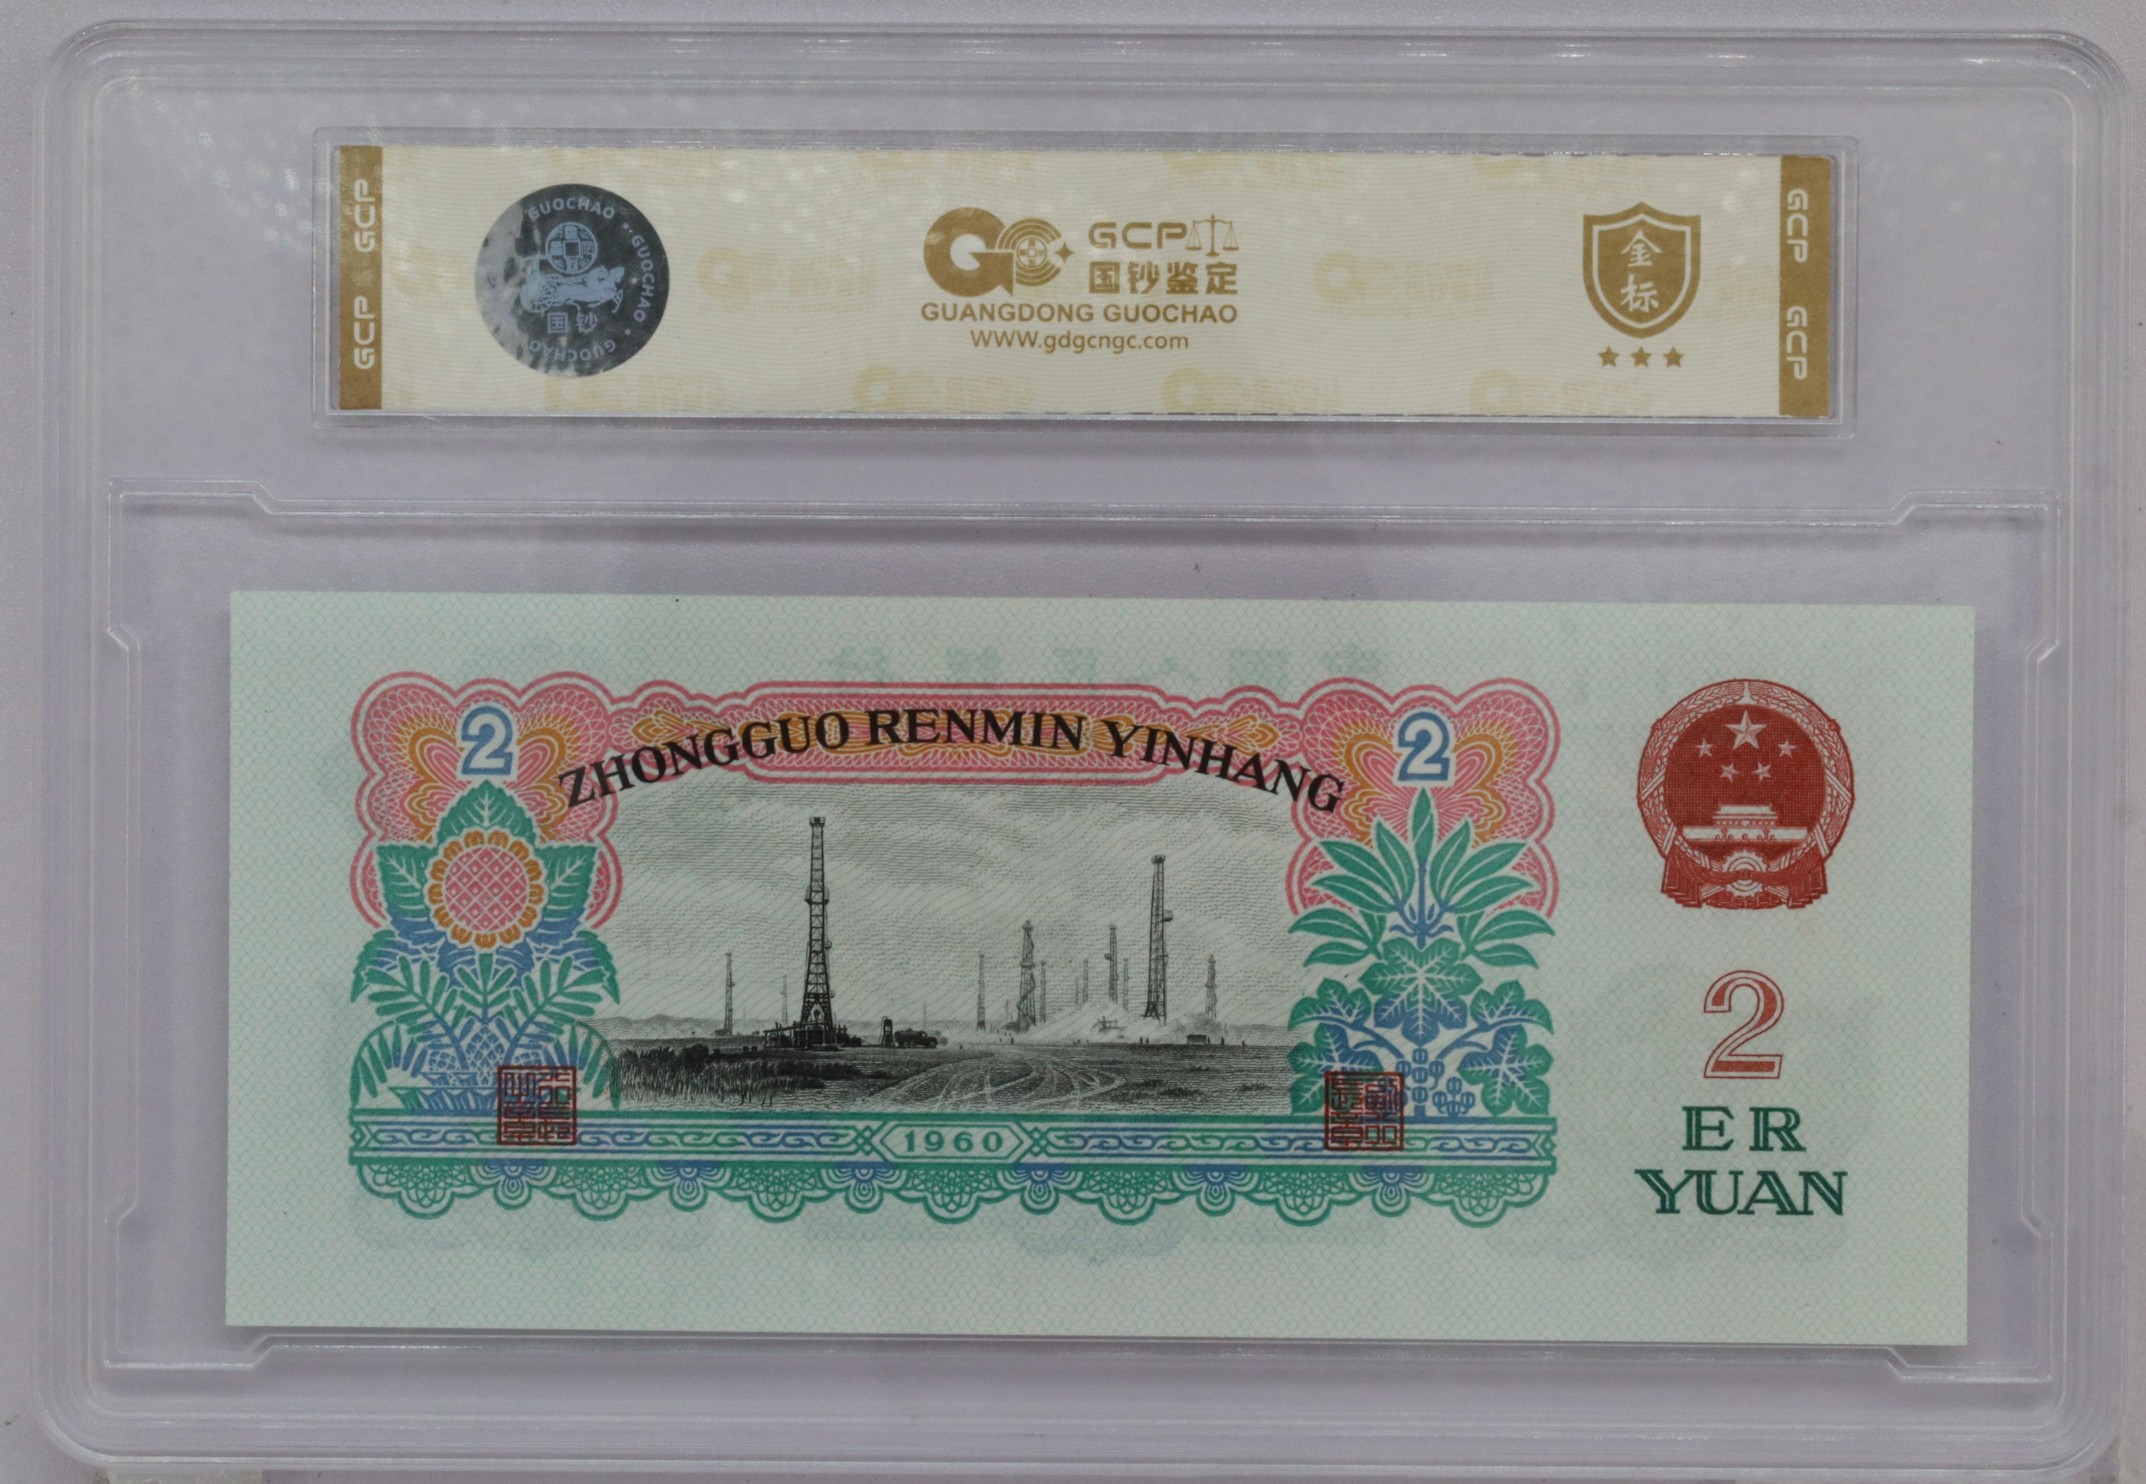 GCP GCP
GUOCHAO
GUOCHAO
GUOCHAO
国钞
GCP
国钞鉴定
GUANGDONG GUOCHAO
WWW.gdgcngc.com
金
标
GCP GCP
2
ZHONGGUO RENMIN YINHANG
2
1960
2
ER
YUAN